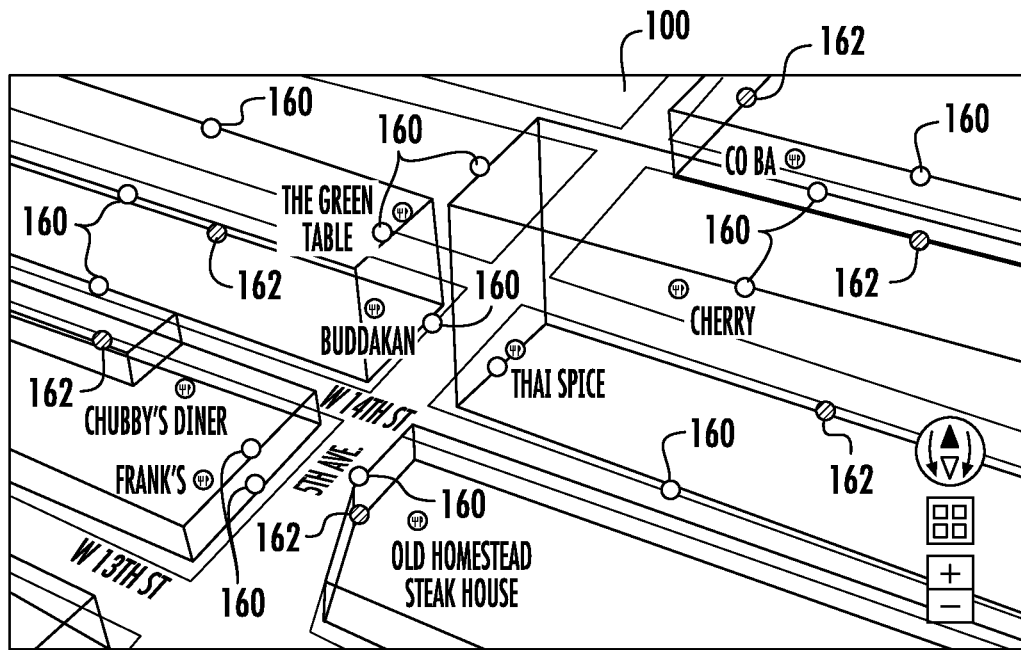 100
162
160
160
160
CO BA
THE GREEN
TABLE
160
160
162
160
162
BUDDAKAN
CHERRY
THAI SPICE
162
CHUBBY'S DINER
W 14TH ST
160
162
FRANK'S
5TH AVE.
160
162
OLD HOMESTEAD
STEAK HOUSE
W 13TH ST
160
+
−